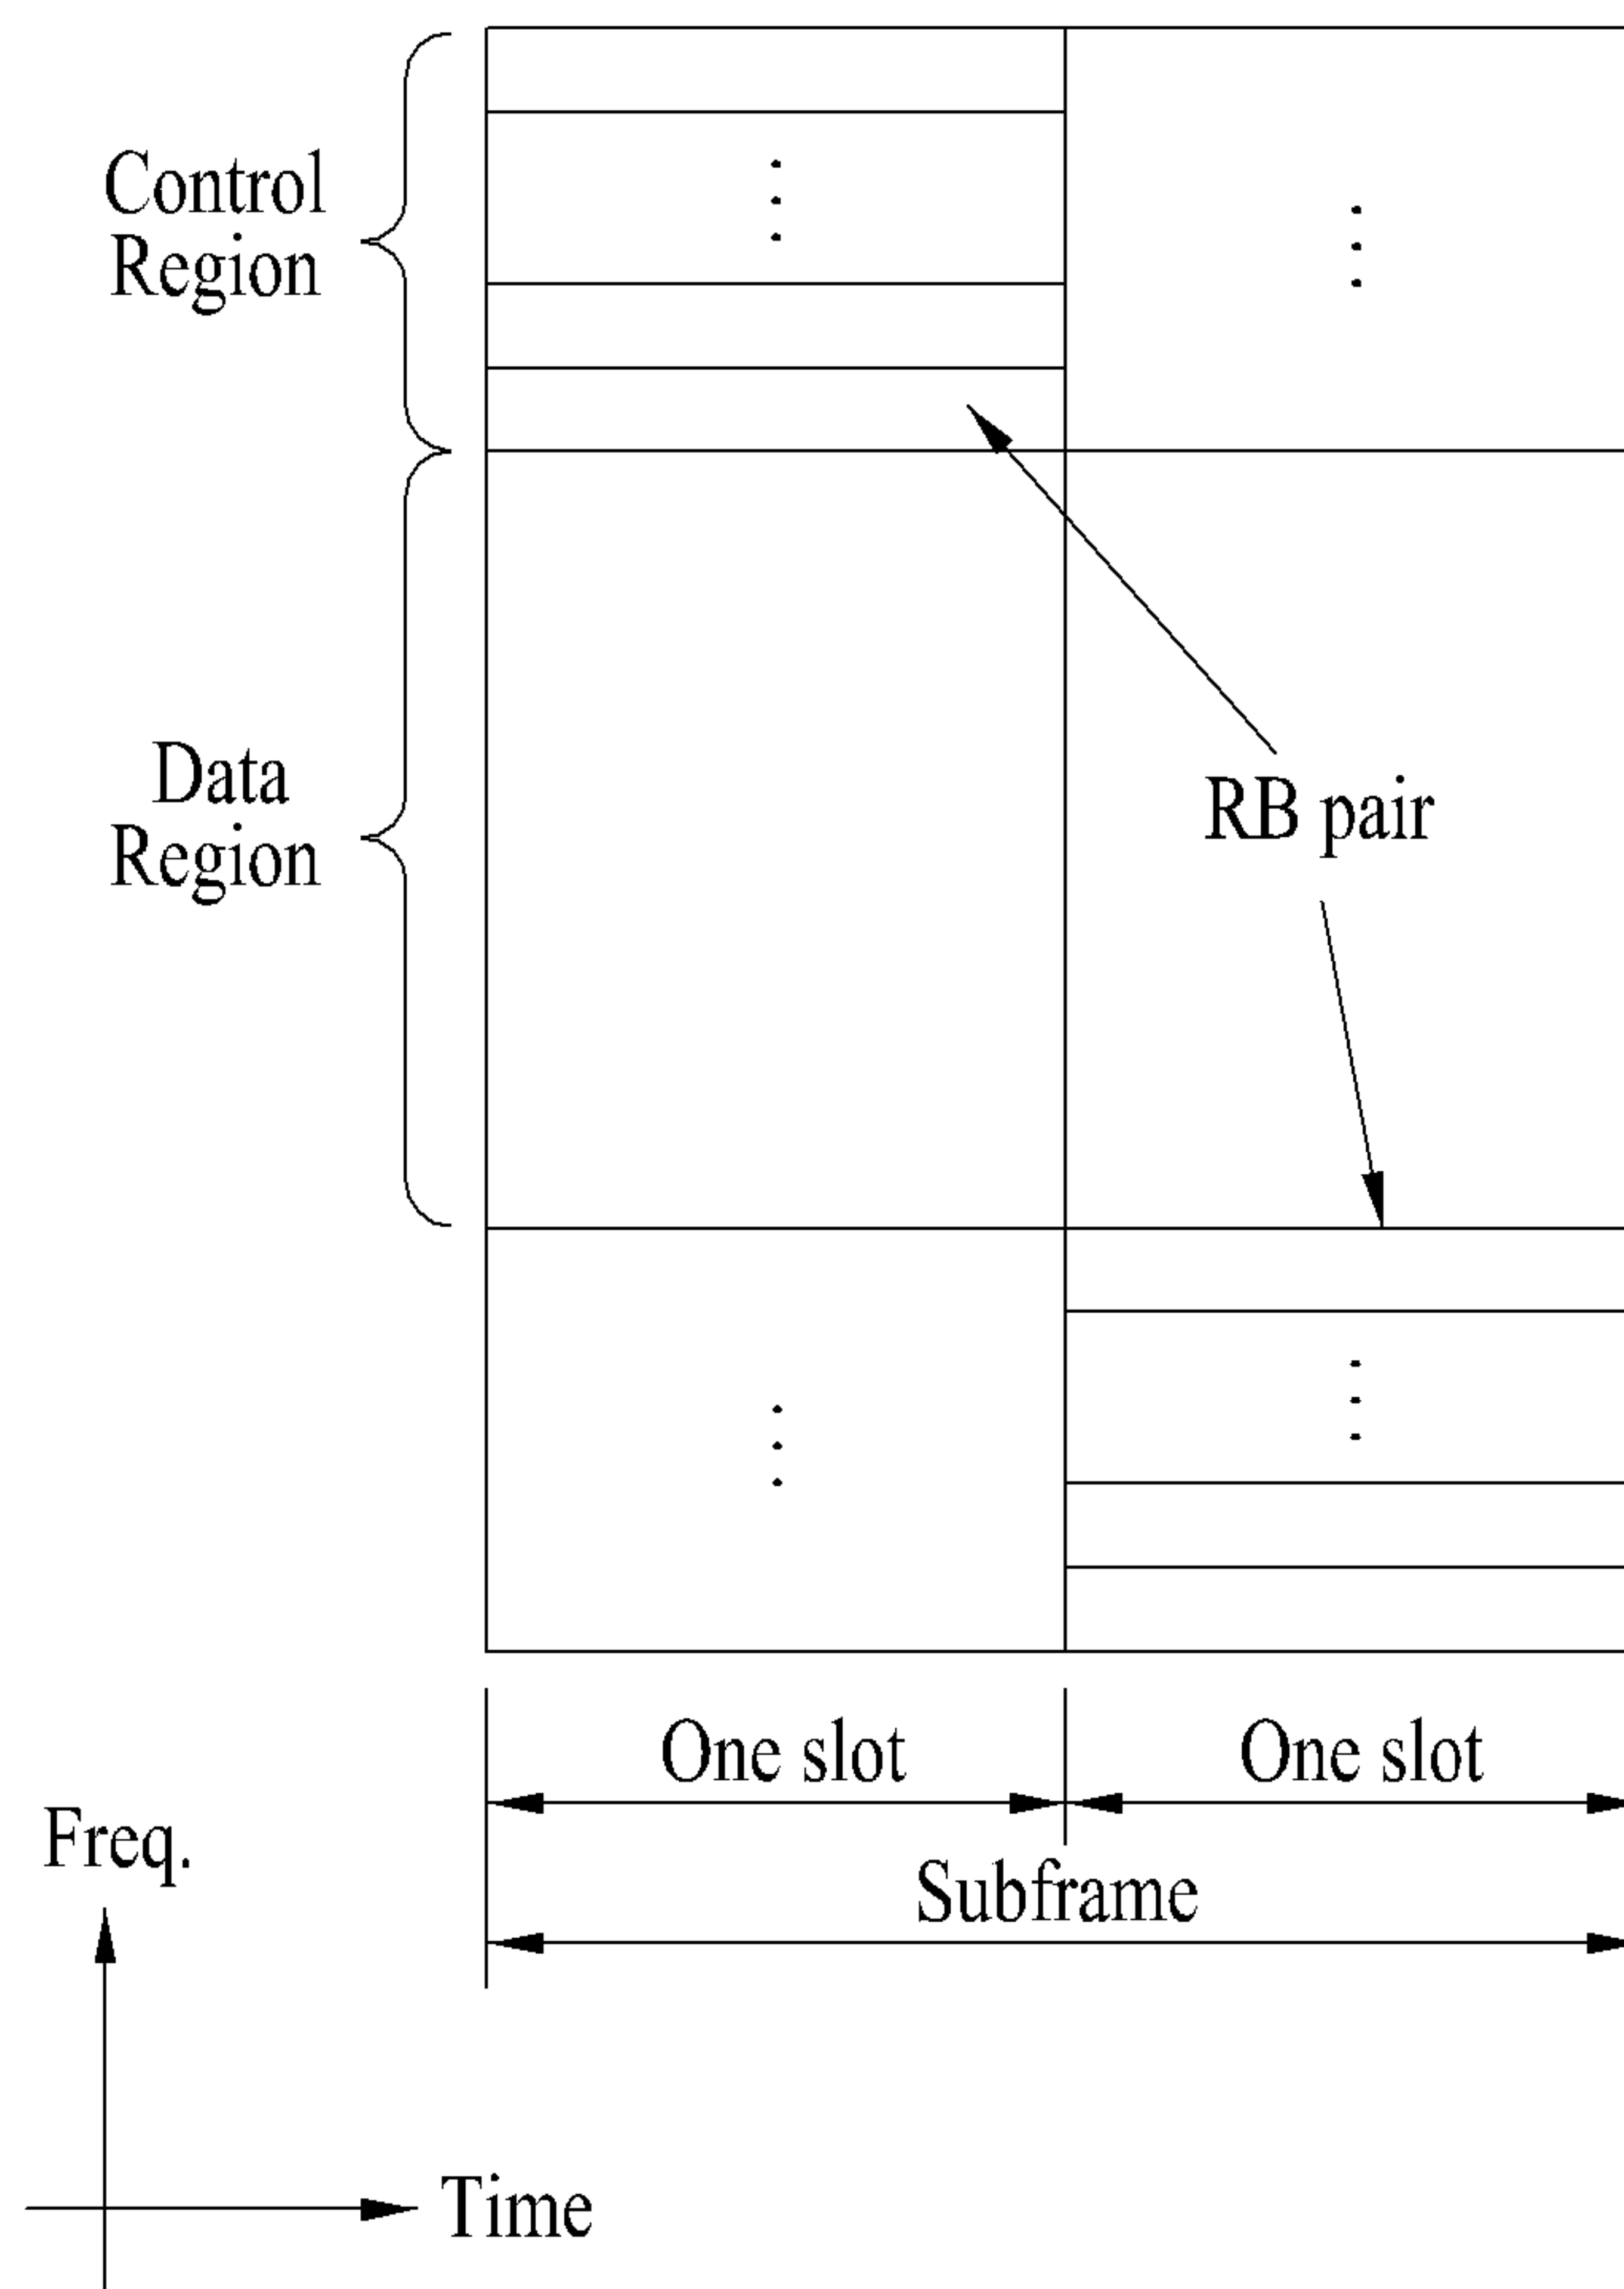 Control
Region
Data
Region
RB pair
One slot
One slot
Subframe
Freq.
Time